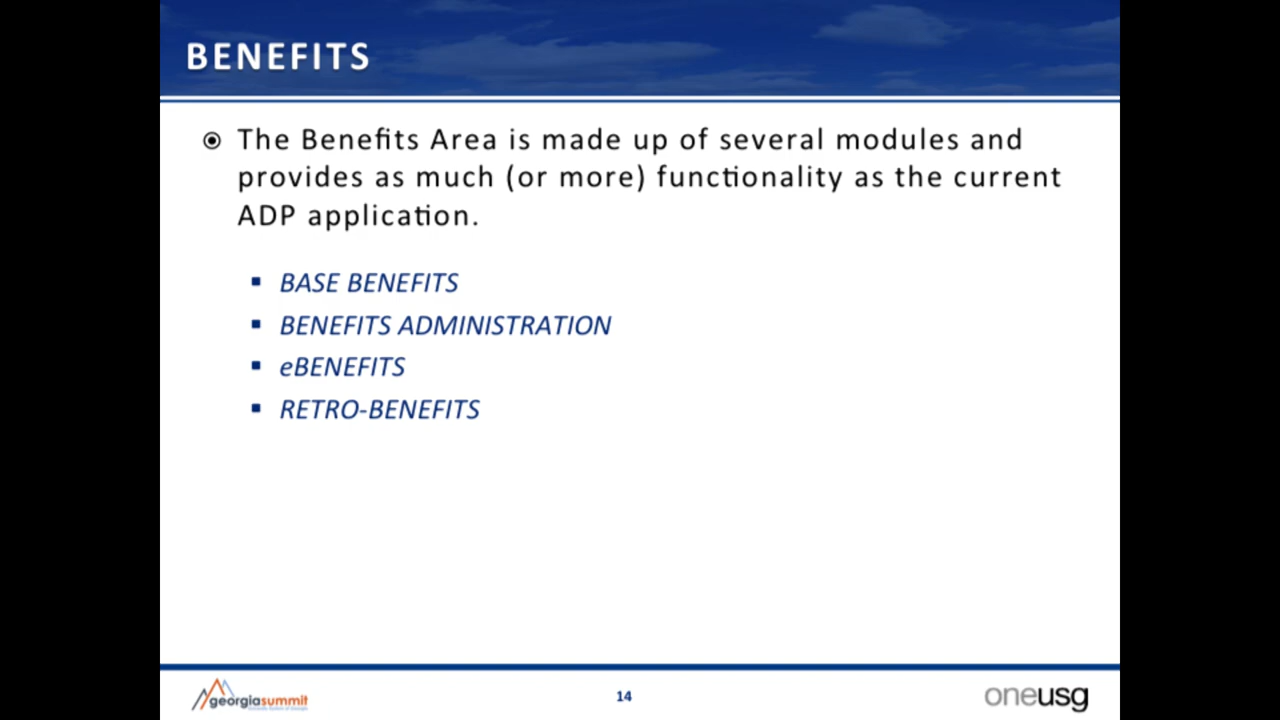 BENEFITS
The Benefits Area is made up of several modules and
provides as much (or more) functionality as the current
ADP application.
BASE BENEFITS
BENEFITS ADMINISTRATION
eBENEFITS
RETRO-BENEFITS
georgiasummit
14
oneusg